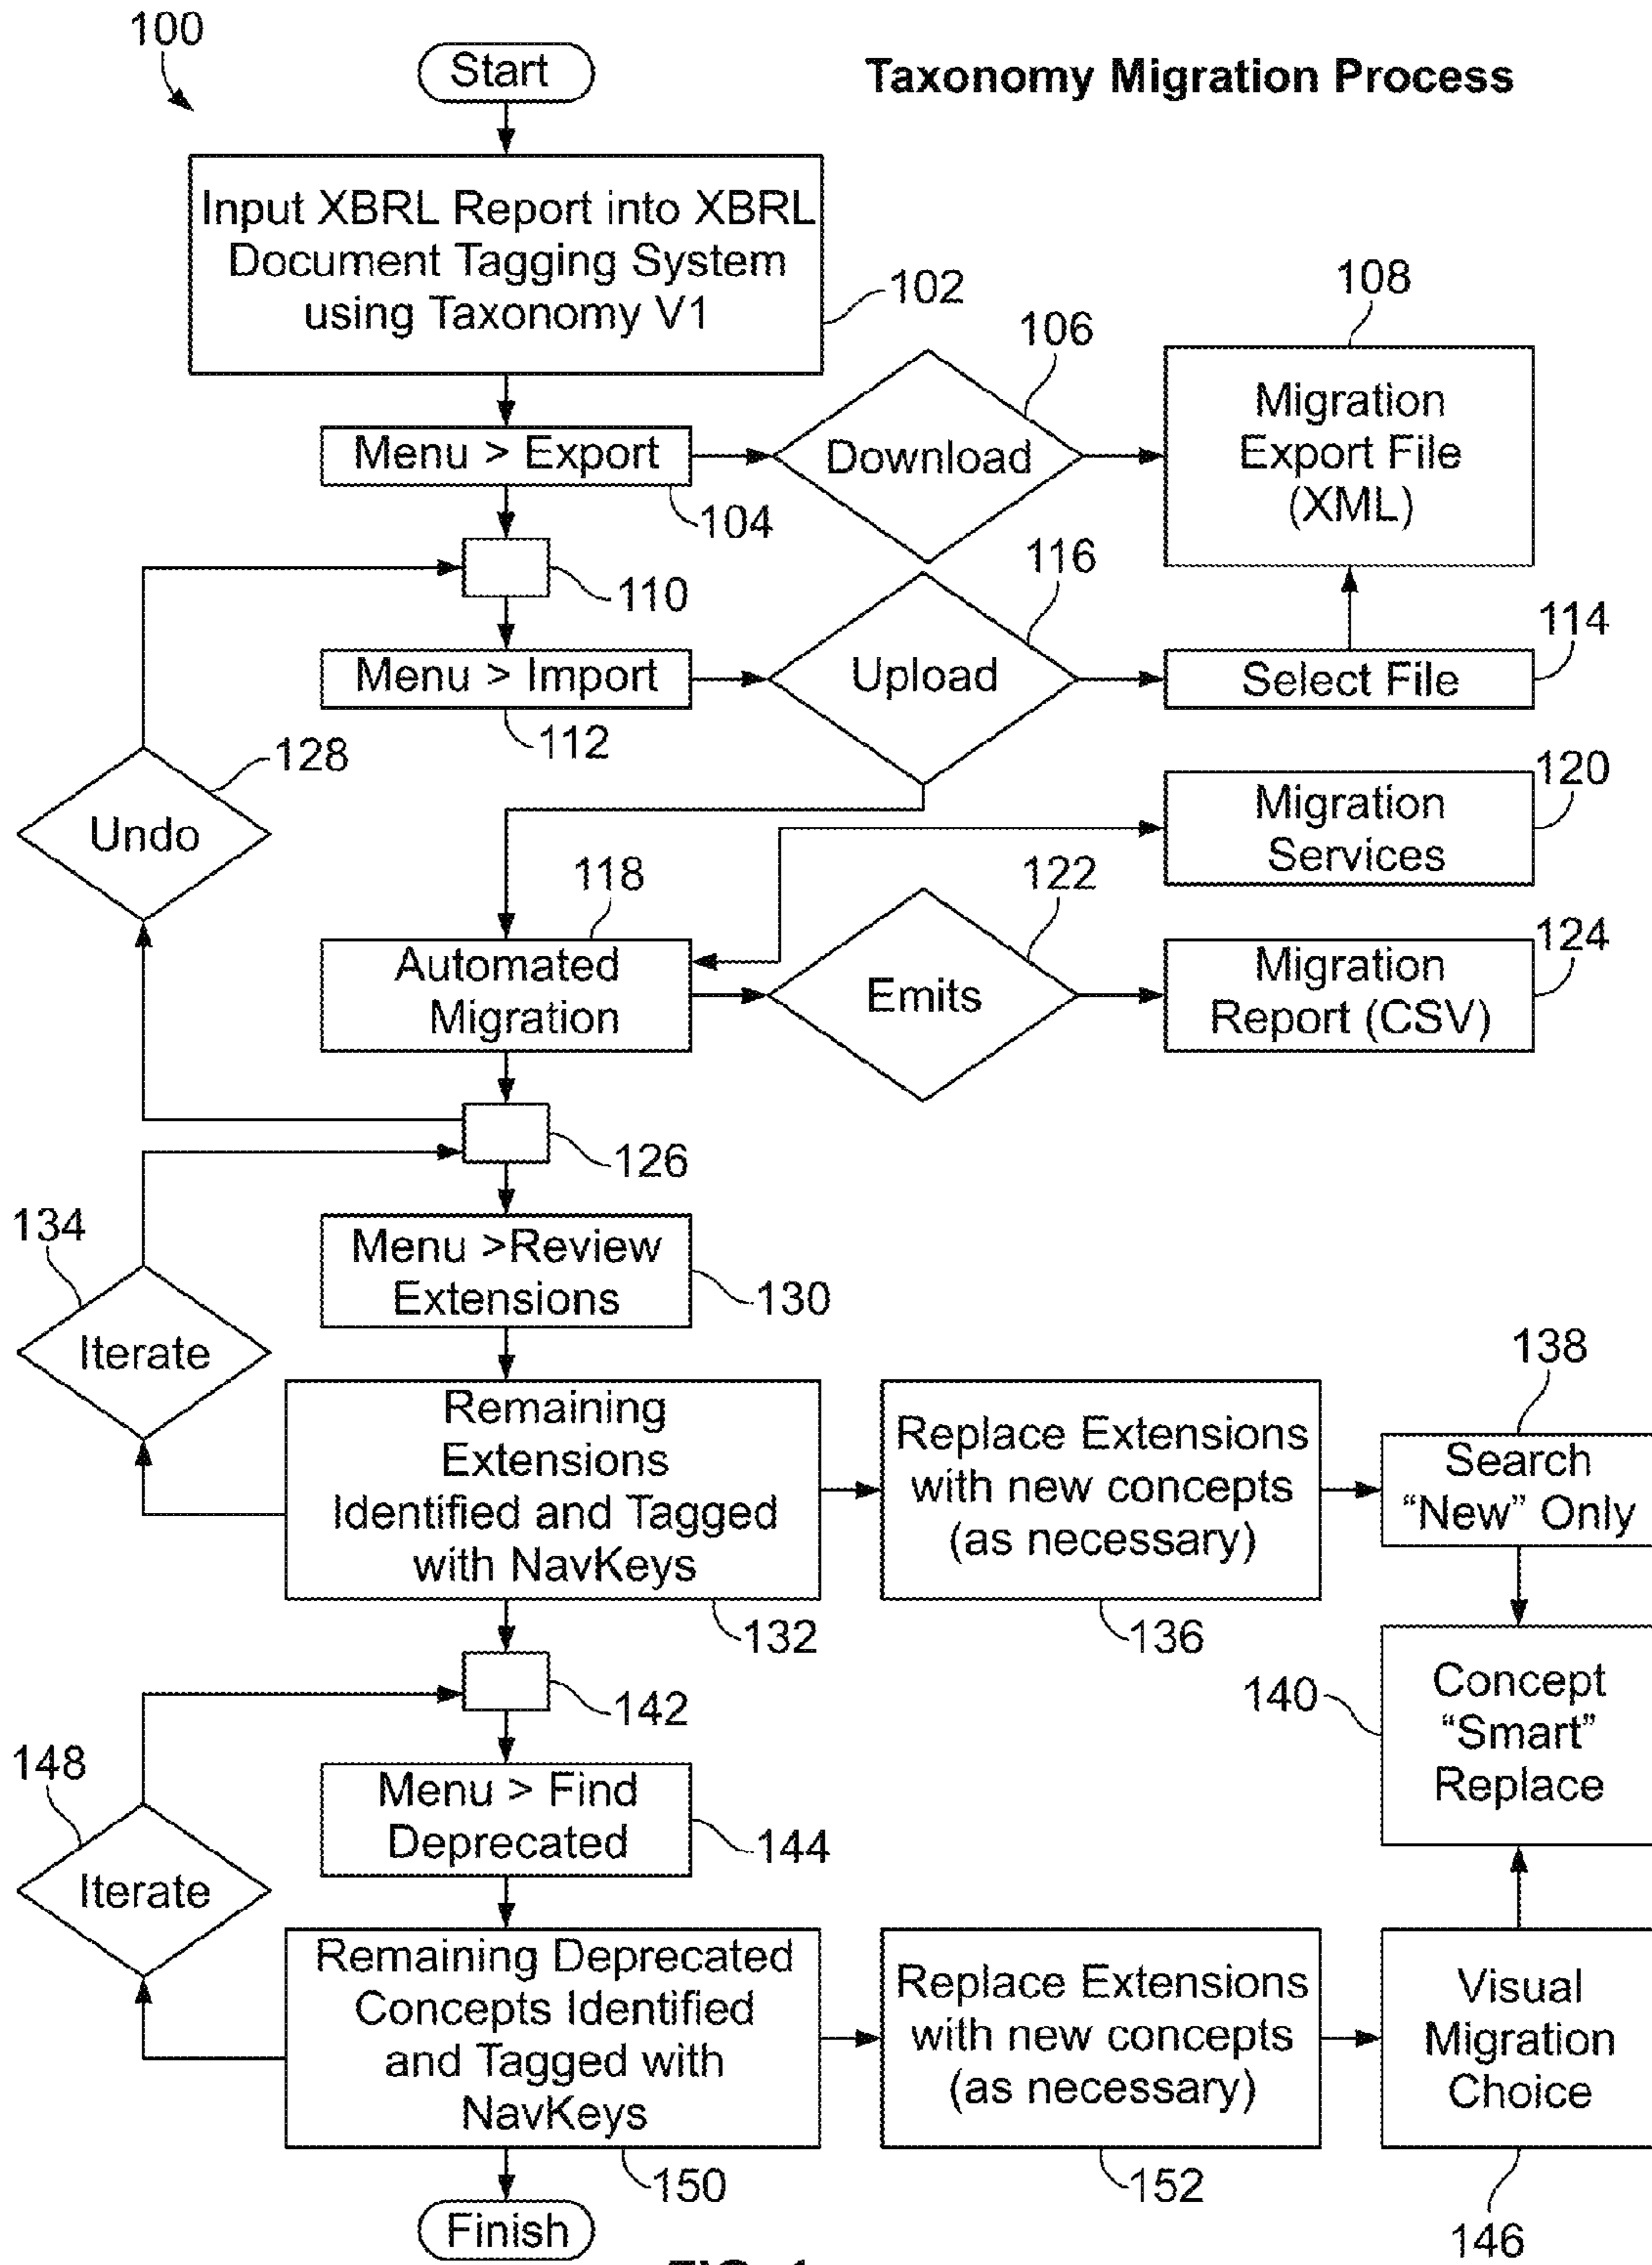 100
Start
Taxonomy Migration Process
Input XBRL Report into XBRL
Document Tagging System
using Taxonomy V1
102
106
108
Menu > Export
Download
Migration
Export File
(XML)
104
110
116
114
Menu > Import
Upload
Select File
112
128
Undo
120
Migration
Services
118
122
124
Automated
Migration
Emits
Migration
Report (CSV)
126
134
Menu >Review
Extensions
130
Iterate
138
Remaining
Extensions
Identified and Tagged
with NavKeys
Replace Extensions
with new concepts
(as necessary)
Search
“New” Only
132
136
140
Concept
“Smart”
Replace
142
148
Menu > Find
Deprecated
144
Iterate
Remaining Deprecated
Concepts Identified
and Tagged with
NavKeys
Replace Extensions
with new concepts
(as necessary)
Visual
Migration
Choice
150
152
146
Finish